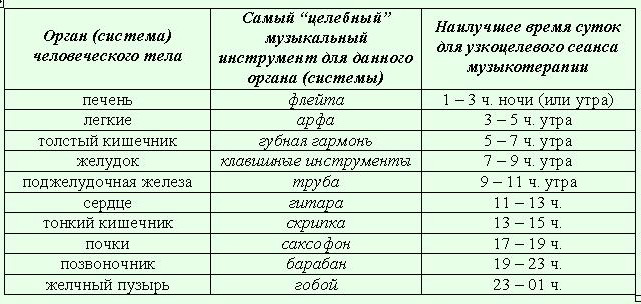 Орган (система) человеческого тела | Самый “целебный” музыкальный инструмент для данного органа (системы) | Наилучшее время суток для узкоцелевого сеанса музыкотерапии
печень | флейта | 1 – 3 ч. ночи (или утра)
легкие | арфа | 3 – 5 ч. утра
толстый кишечник | губная гармонь | 5 – 7 ч. утра
желудок | клавишные инструменты | 7 – 9 ч. утра
поджелудочная железа | труба | 9 – 11 ч. утра
сердце | гитара | 11 – 13 ч.
тонкий кишечник | скрипка | 13 – 15 ч.
почки | саксофон | 17 – 19 ч.
позвоночник | барабан | 19 – 23 ч.
желчный пузырь | гобой | 23 – 01 ч.